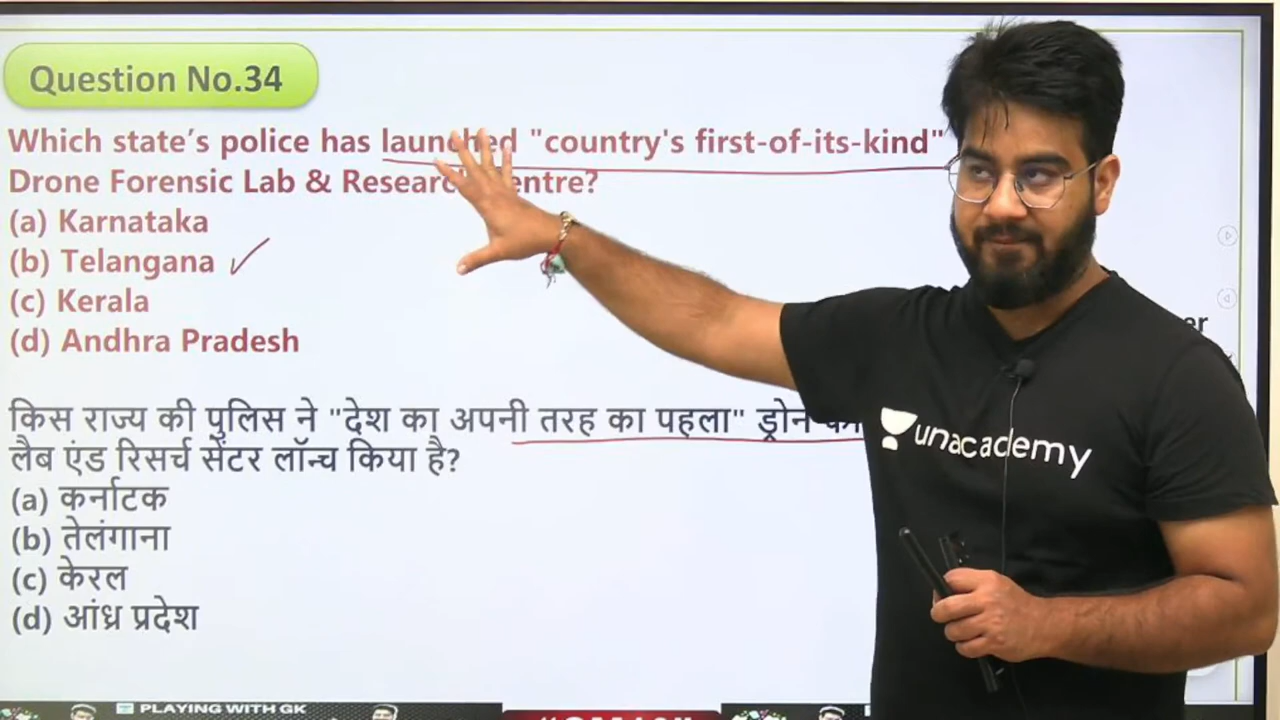 Question No.34
Which state’s police has launched "country's first-of-its-kind"
Drone Forensic Lab & Research Centre?
(a) Karnataka
(b) Telangana
(c) Kerala
(d) Andhra Pradesh
किस राज्य की पुलिस ने "देश का अपनी तरह का पहला" ड्रोन
लैब एंड रिसर्च सेंटर लॉन्च किया है?
(a) कर्नाटक
(b) तेलंगाना
(c) केरल
(d) आंध्र प्रदेश
unacademy
PLAYING WITH GK